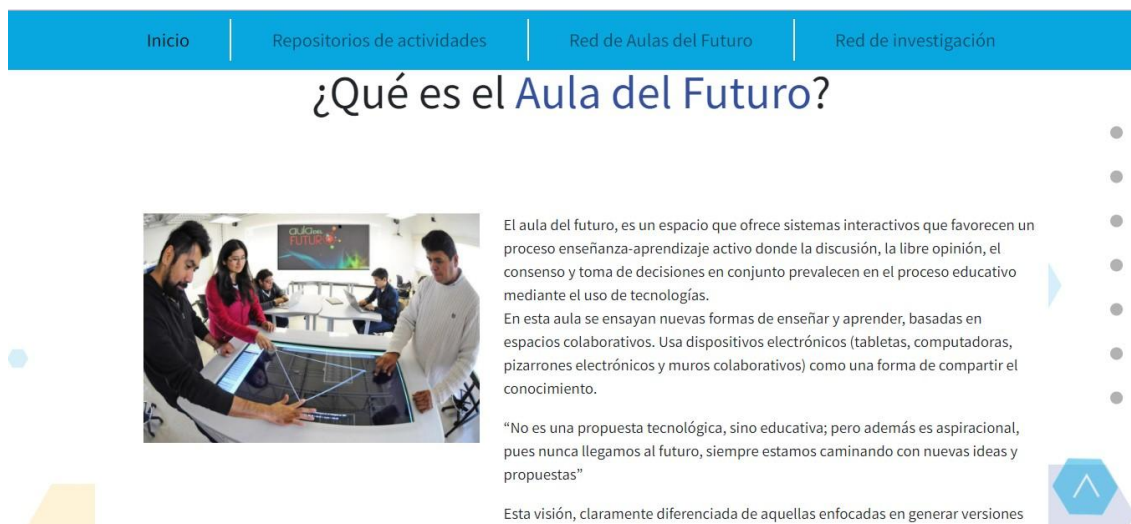 Inicio
Repositorios de actividades
Red de Aulas del Futuro
Red de investigación
¿Qué es el Aula del Futuro?
aula DEL
FUTURO
El aula del futuro, es un espacio que ofrece sistemas interactivos que favorecen un
proceso enseñanza-aprendizaje activo donde la discusión, la libre opinión, el
consenso y toma de decisiones en conjunto prevalecen en el proceso educativo
mediante el uso de tecnologías.
En esta aula se ensayan nuevas formas de enseñar y aprender, basadas en
espacios colaborativos. Usa dispositivos electrónicos (tabletas, computadoras,
pizarrones electrónicos y muros colaborativos) como una forma de compartir el
conocimiento.
“No es una propuesta tecnológica, sino educativa; pero además es aspiracional,
pues nunca llegamos al futuro, siempre estamos caminando con nuevas ideas y
propuestas”
Esta visión, claramente diferenciada de aquellas enfocadas en generar versiones